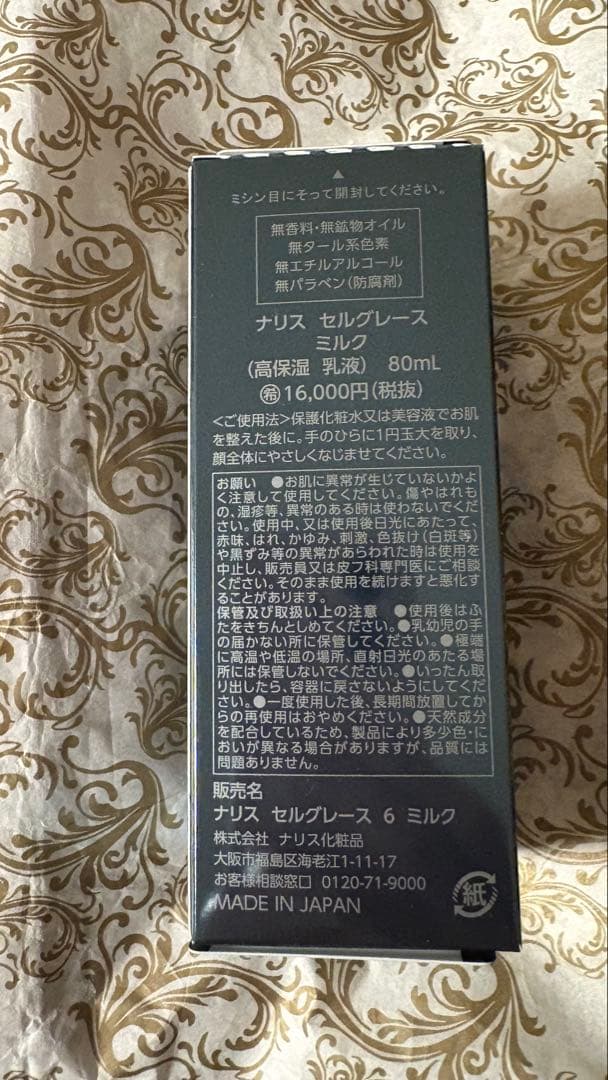 ▲
ミシン目にそって開封してください。
無香料・無鉱物オイル
無タール系色素
無エチルアルコール
無パラベン(防腐剤)
ナリス セルグレース
ミルク
(高保湿 乳液) 80mL
㊗16,000円(税抜)
<ご使用法>保護化粧水又は美容液でお肌
を整えた後に。手のひらに1円玉大を取り、
顔全体にやさしくなじませてください。
お願い ●お肌に異常が生じていないかよ
く注意して使用してください。傷やはれも
の、湿疹等、異常のある時は使わないでくだ
さい。使用中、又は使用後日光にあたって、
赤味、はれ、かゆみ、刺激、色抜け(白斑等)
や黒ずみ等の異常があらわれた時は使用を
中止し、販売員又は皮フ科専門医にご相談
ください。そのまま使用を続けますと悪化す
ることがあります。
保管及び取扱い上の注意 ●使用後はふ
たをきちんとしめてください。●乳幼児の手
の届かない所に保管してください。●極端
に高温や低温の場所、直射日光のあたる場
所には保管しないでください。●いったん取
り出したら、容器に戻さないようにしてくだ
さい。●一度使用した後、長期間放置してか
らの再使用はおやめください。●天然成分
を配合しているため、製品により多少色・に
おいが異なる場合がありますが、品質には
問題ありません。
販売名
ナリス セルグレース 6 ミルク
株式会社 ナリス化粧品
大阪市福島区海老江1-11-17
お客様相談窓口 0120-71-9000
MADE IN JAPAN
紙